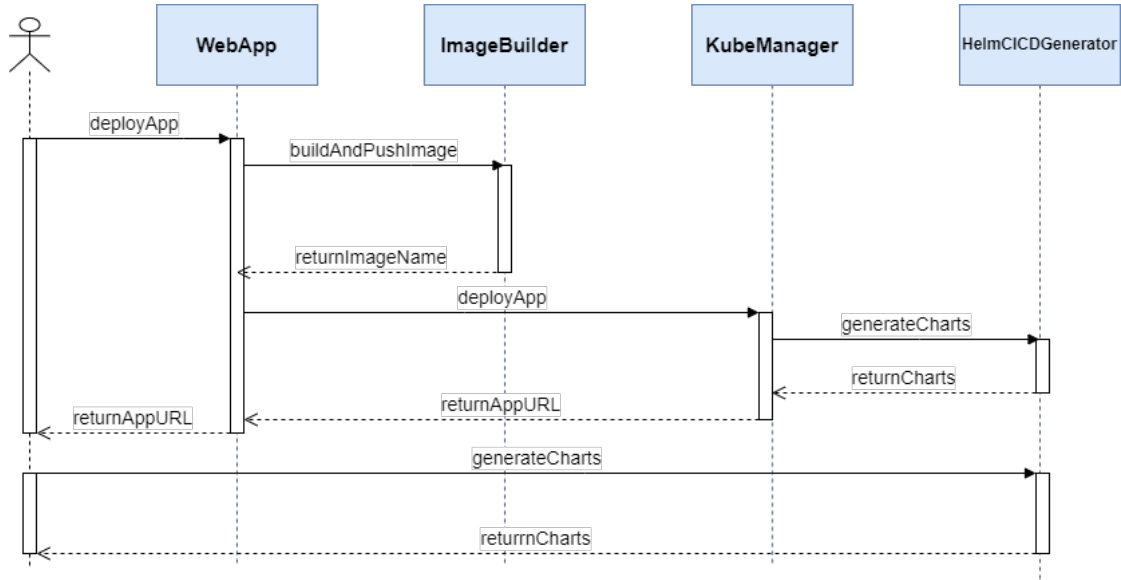 WebApp
ImageBuilder
KubeManager
HelmCICDGenerator
deployApp
buildAndPushImage
returnImageName
deployApp
generateCharts
returnCharts
returnAppURL
returnAppURL
generateCharts
returrnCharts